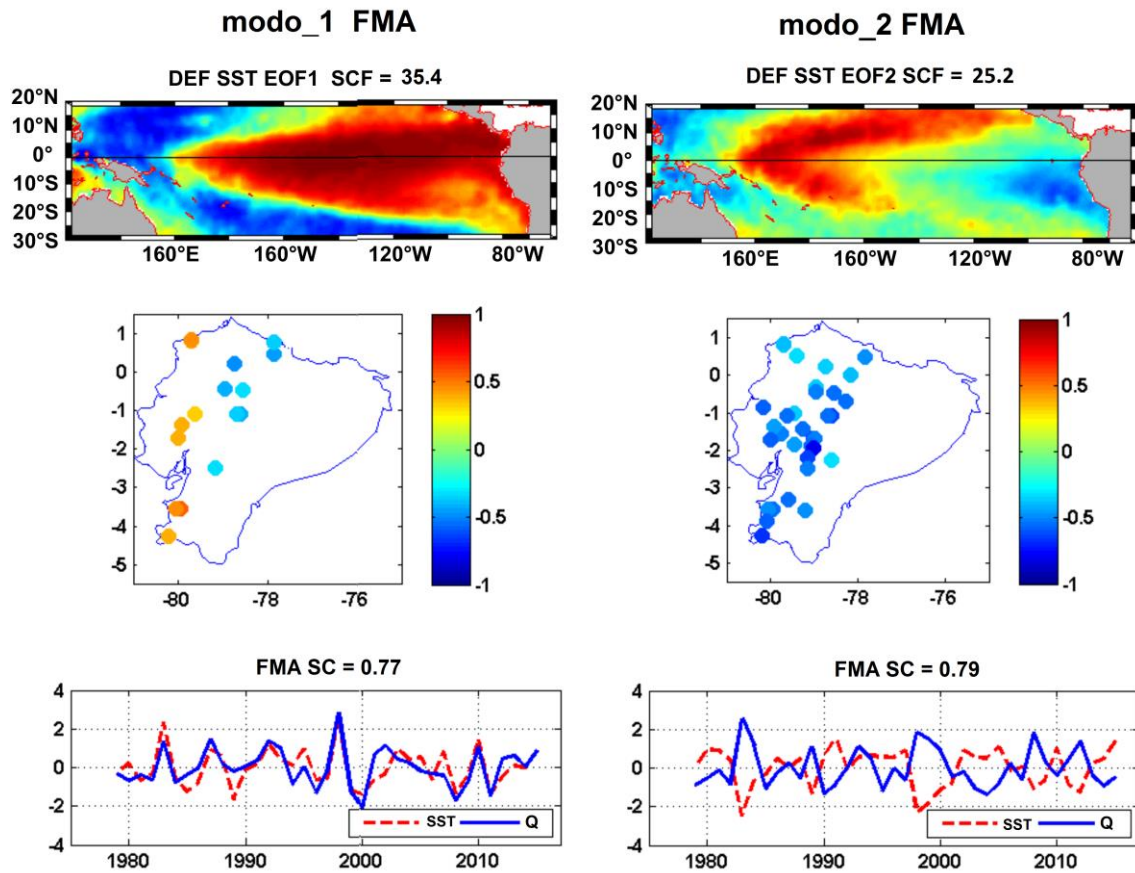 modo_1 FMA
DEF SST EOF1 SCF = 35.4
20°N
10°N
0°
10°S
20°S
30°S
160°E 160°W 120°W 80°W
1
0
-1
-2
-3
-4
-5
-80 -78 -76
1
0.5
0
-0.5
-1
FMA SC = 0.77
4
2
0
-2
-4
1980 1990 2000 2010
SST Q
modo_2 FMA
DEF SST EOF2 SCF = 25.2
20°N
10°N
0°
10°S
20°S
30°S
160°E 160°W 120°W 80°W
1
0
-1
-2
-3
-4
-5
-80 -78 -76
1
0.5
0
-0.5
-1
FMA SC = 0.79
4
2
0
-2
-4
1980 1990 2000 2010
SST Q